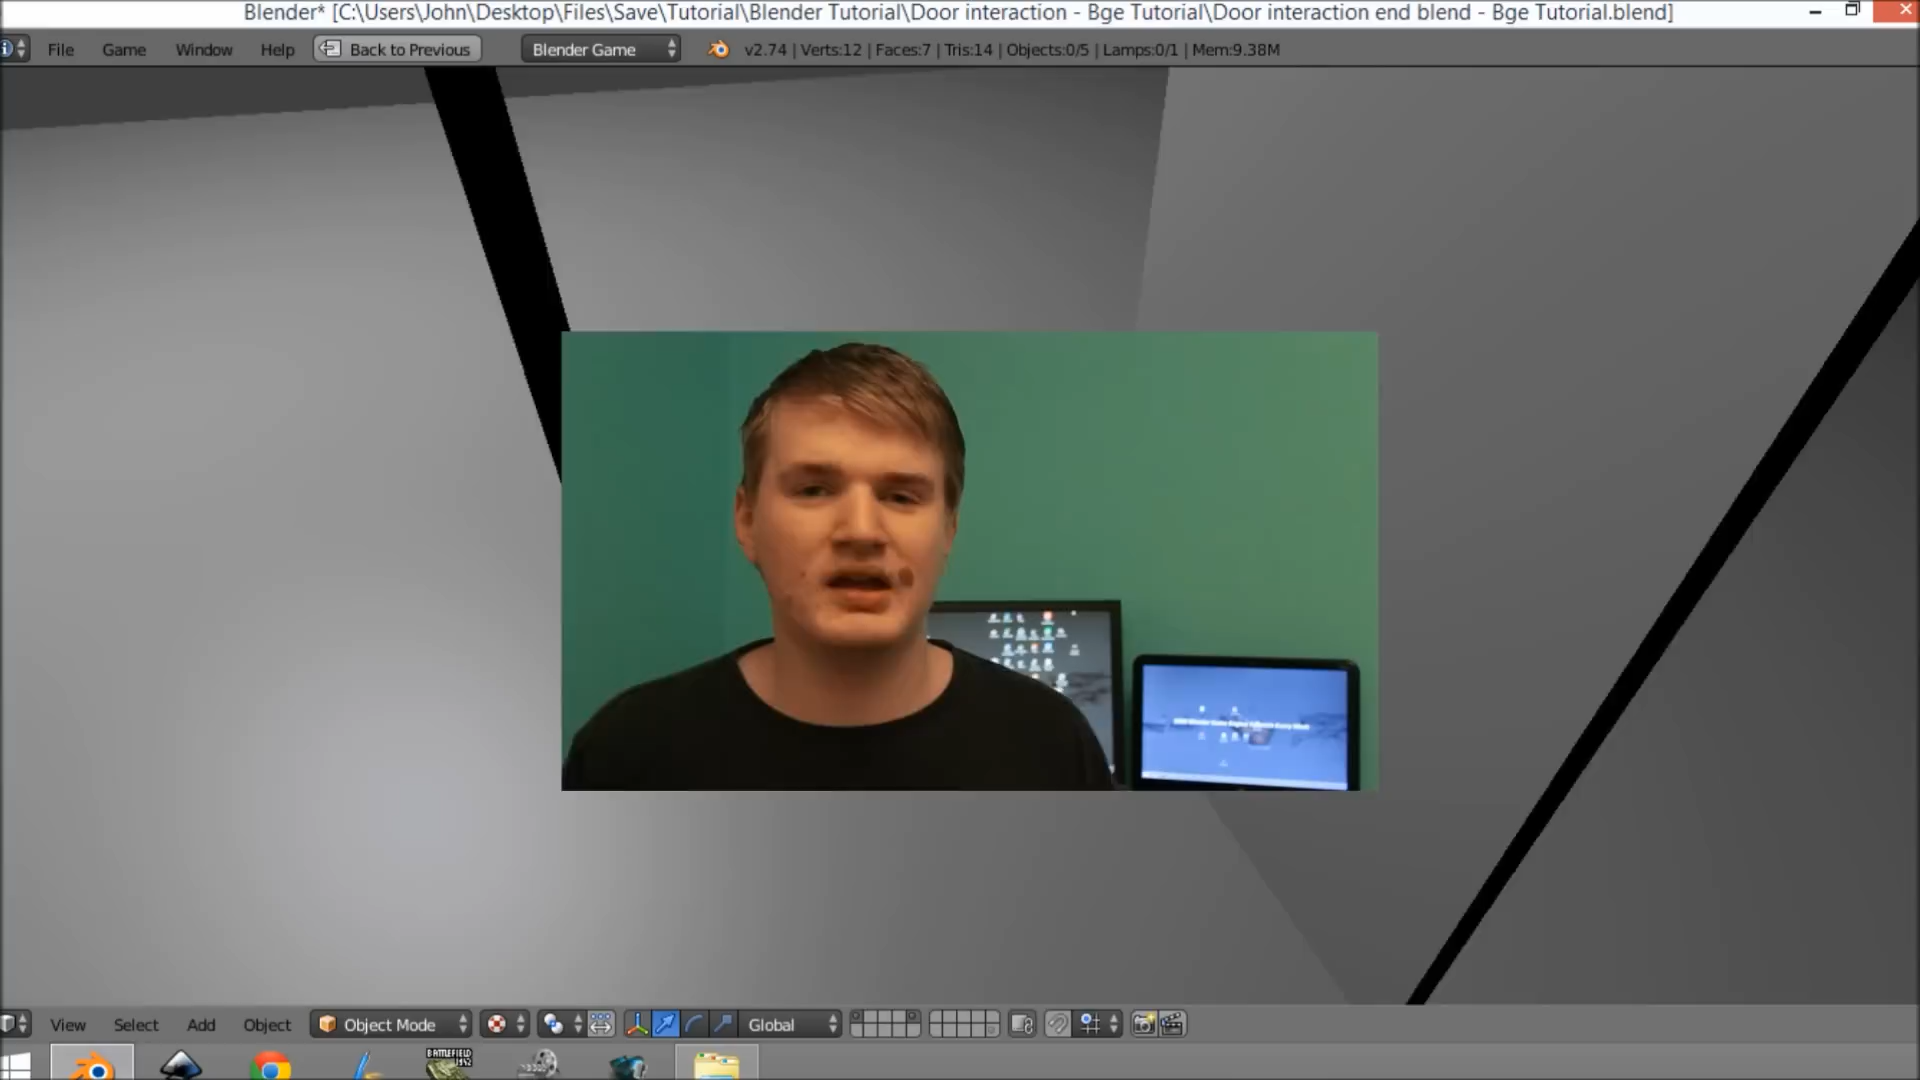 Blender* [C:\Users\John\Desktop\Files\Save\Tutorial\Blender Tutorial\Door interaction - Bge Tutorial\Door interaction end blend - Bge Tutorial.blend]
File Game Window Help Back to Previous Blender Game v2.74 | Verts:12 | Faces:7 | Tris:14 | Objects:0/5 | Lamps:0/1 | Mem:9.38M
View Select Add Object Object Mode Global
BATTLEFIELD
1942